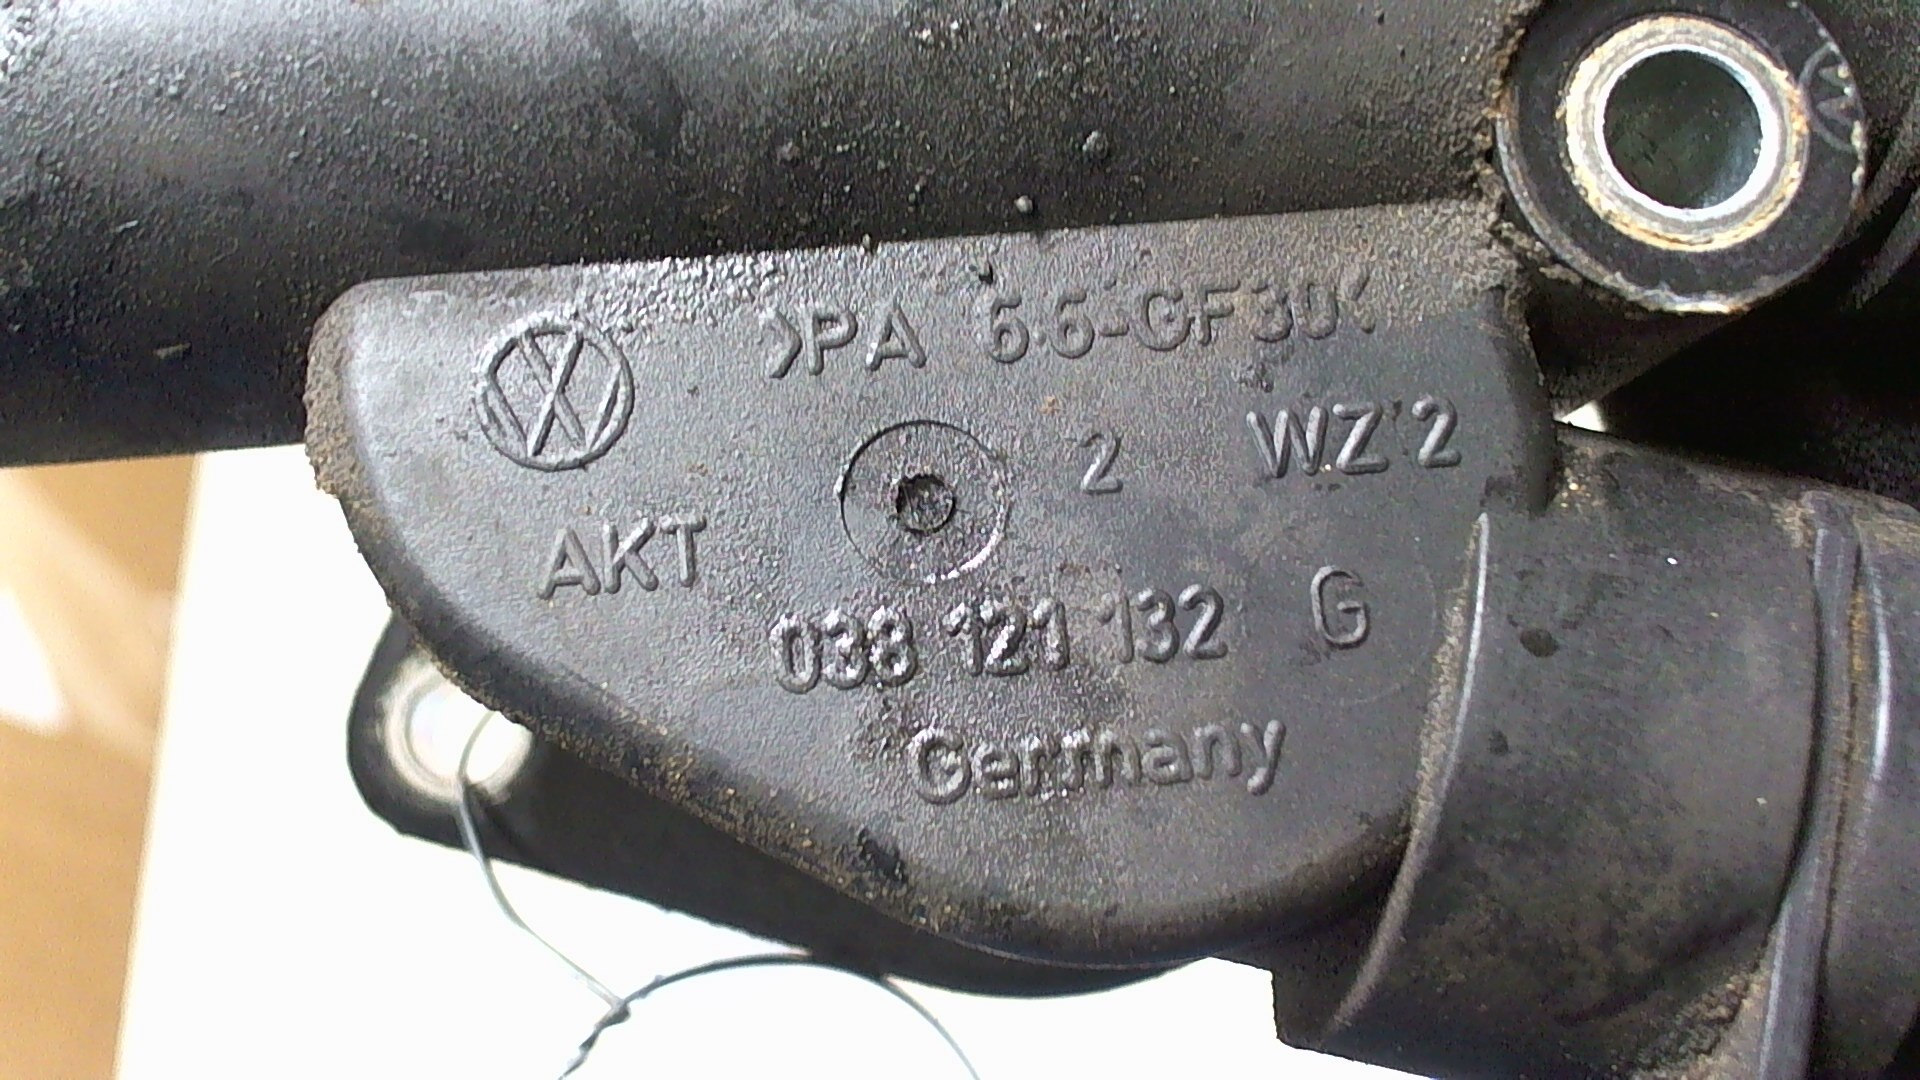 >PA 6.6-GF30<
2 WZ 2
AKT
038 121 132 G
Germany